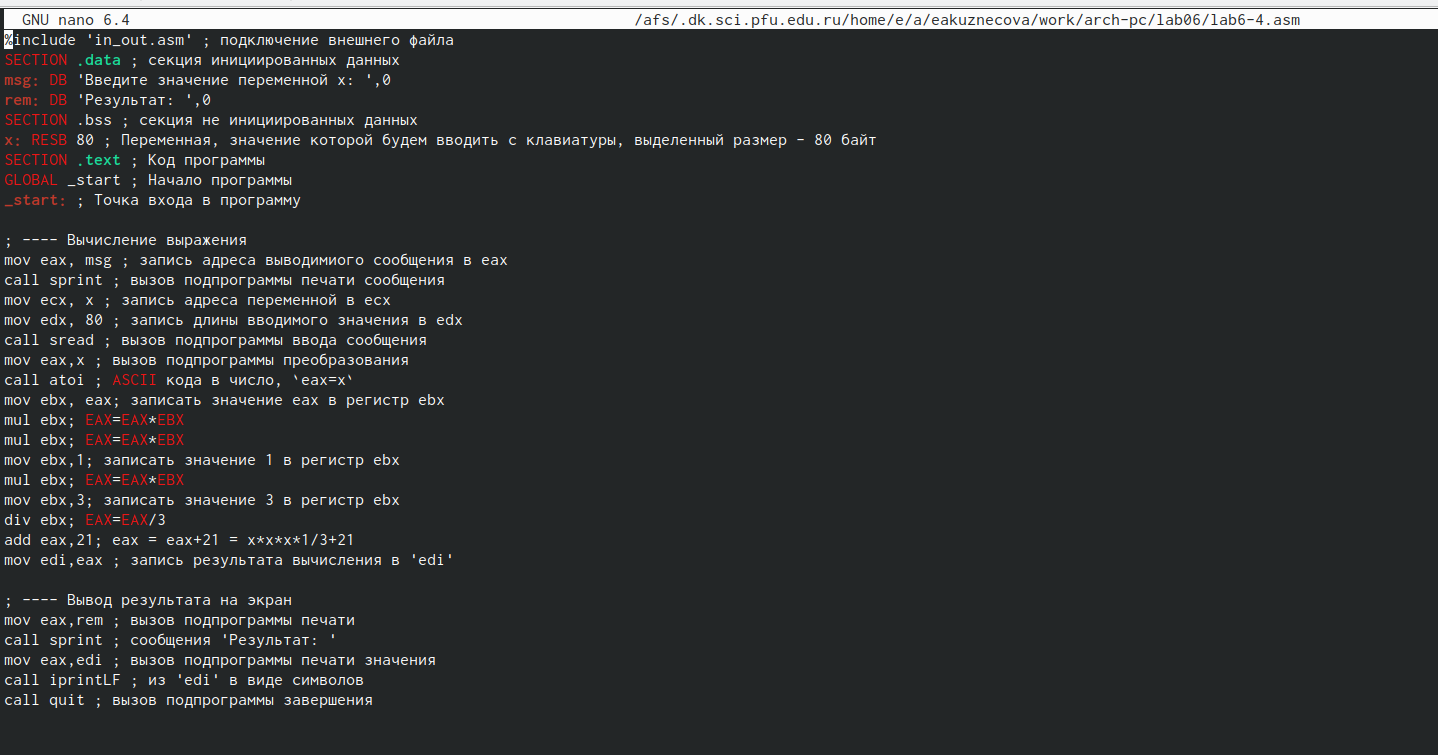 GNU nano 6.4 /afs/.dk.sci.pfu.edu.ru/home/e/a/eakuznecova/work/arch-pc/lab06/lab6-4.asm
%include 'in_out.asm' ; подключение внешнего файла
SECTION .data ; секция инициированных данных
msg: DB 'Введите значение переменной x: ',0
rem: DB 'Результат: ',0
SECTION .bss ; секция не инициированных данных
x: RESB 80 ; Переменная, значение которой будем вводить с клавиатуры, выделенный размер - 80 байт
SECTION .text ; Код программы
GLOBAL _start ; Начало программы
_start: ; Точка входа в программу
; ---- Вычисление выражения
mov eax, msg ; запись адреса выводимиого сообщения в eax
call sprint ; вызов подпрограммы печати сообщения
mov ecx, x ; запись адреса переменной в ecx
mov edx, 80 ; запись длины вводимого значения в edx
call sread ; вызов подпрограммы ввода сообщения
mov eax,x ; вызов подпрограммы преобразования
call atoi ; ASCII кода в число, `eax=x`
mov ebx, eax; записать значение eax в регистр ebx
mul ebx; EAX=EAX*EBX
mul ebx; EAX=EAX*EBX
mov ebx,1; записать значение 1 в регистр ebx
mul ebx; EAX=EAX*EBX
mov ebx,3; записать значение 3 в регистр ebx
div ebx; EAX=EAX/3
add eax,21; eax = eax+21 = x*x*x*1/3+21
mov edi,eax ; запись результата вычисления в 'edi'
; ---- Вывод результата на экран
mov eax,rem ; вызов подпрограммы печати
call sprint ; сообщения 'Результат: '
mov eax,edi ; вызов подпрограммы печати значения
call iprintLF ; из 'edi' в виде символов
call quit ; вызов подпрограммы завершения